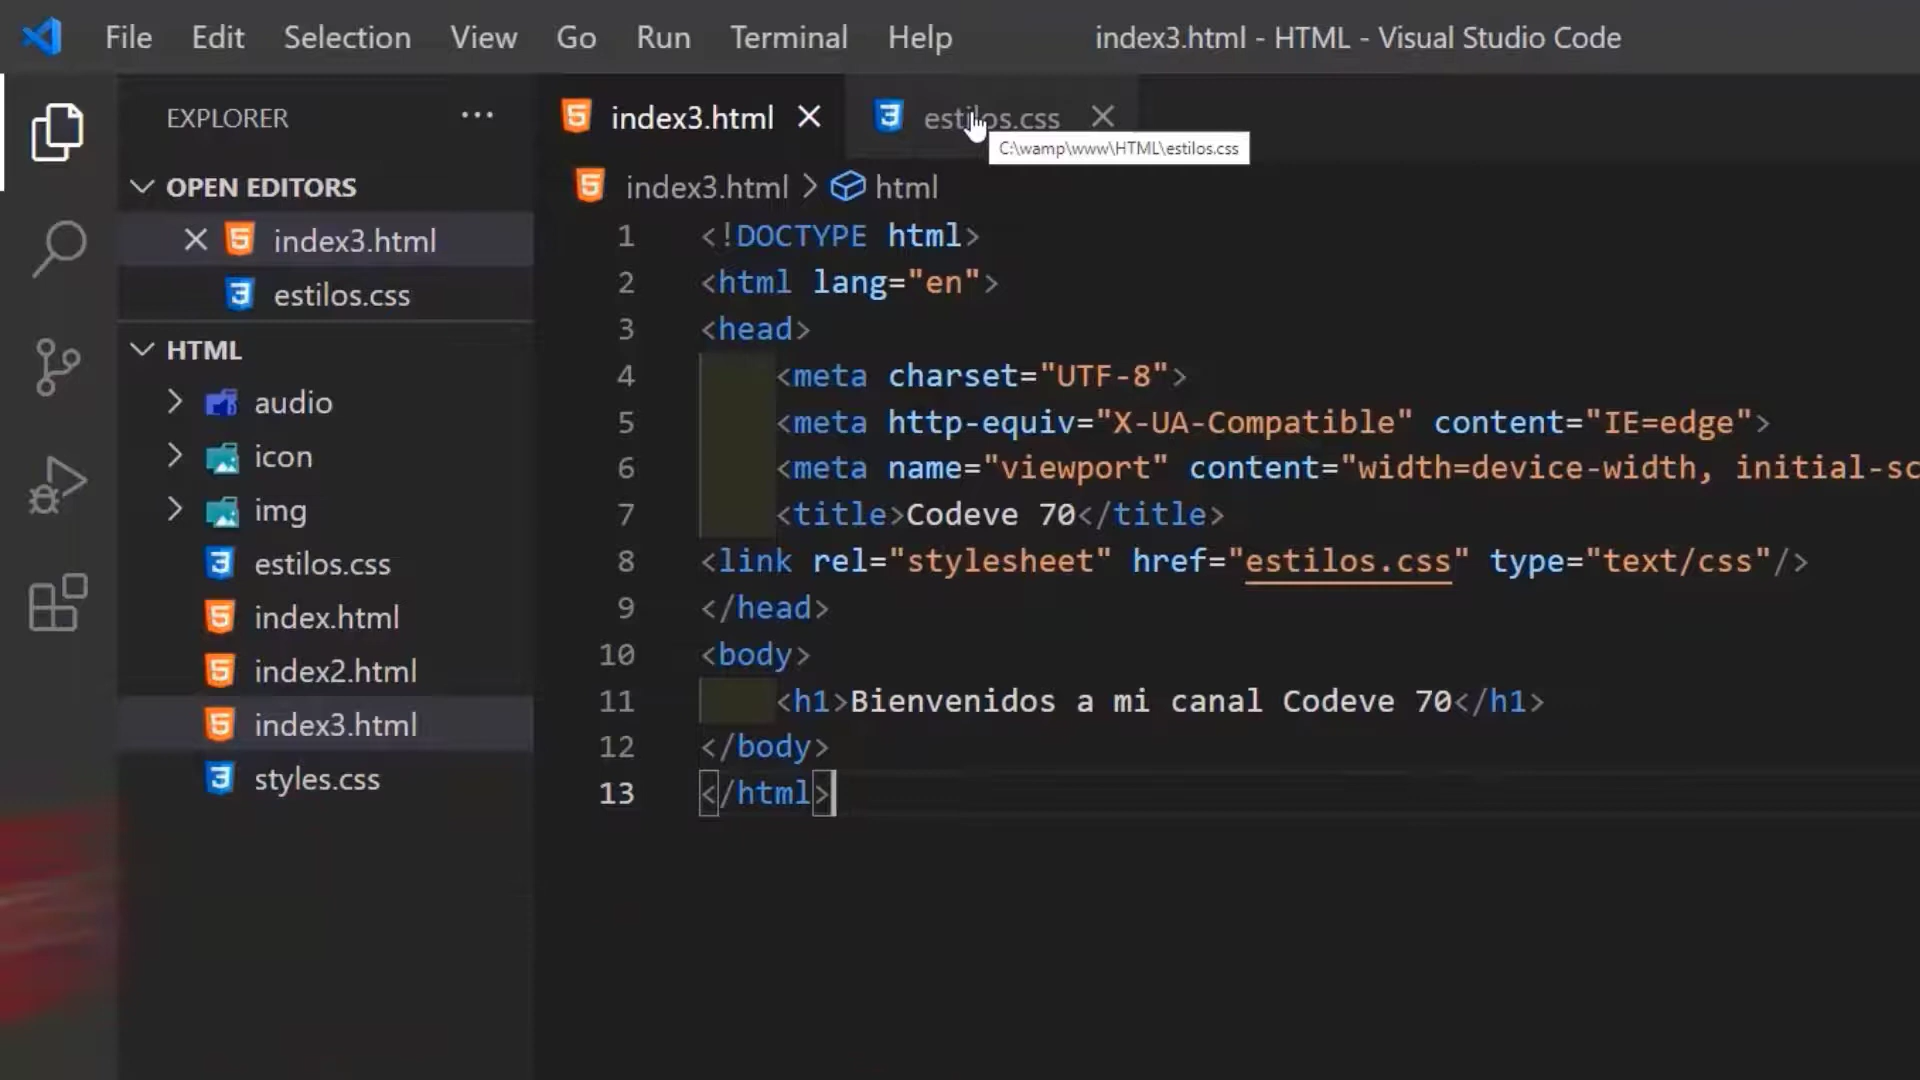 File Edit Selection View Go Run Terminal Help index3.html - HTML - Visual Studio Code
EXPLORER ...
index3.html estilos.css
C:\wamp\www\HTML\estilos.css
OPEN EDITORS
index3.html
estilos.css
HTML
audio
icon
img
estilos.css
index.html
index2.html
index3.html
styles.css
index3.html > html
1 <!DOCTYPE html>
2 <html lang="en">
3 <head>
4 <meta charset="UTF-8">
5 <meta http-equiv="X-UA-Compatible" content="IE=edge">
6 <meta name="viewport" content="width=device-width, initial-sc
7 <title>Codeve 70</title>
8 <link rel="stylesheet" href="estilos.css" type="text/css"/>
9 </head>
10 <body>
11 <h1>Bienvenidos a mi canal Codeve 70</h1>
12 </body>
13 </html>